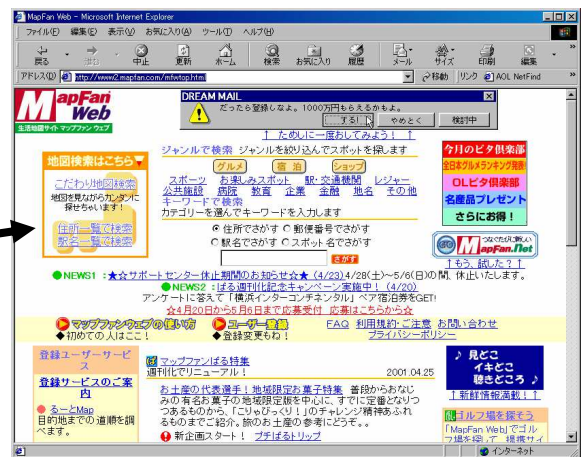 MapFan Web - Microsoft Internet Explorer
ファイル(F) 編集(E) 表示(V) お気に入り(A) ツール(T) ヘルプ(H)
戻る 進む 中止 更新 ホーム 検索 お気に入り 履歴 メール サイズ 印刷 編集
アドレス(D) http://www2.mapfan.com/mfwtop.html 移動 リンク AOL NetFind
MapFan Web
生活地図サイト マップファン ウェブ
DREAM MAIL
だったら登録しなよ。1000万円もらえるかもよ。
する! やめとく 検討中
↑ ためしに一度おしてみよう! ↑
地図検索はこちら▼
こだわり地図検索
地図を見ながらカンタンに
探せちゃいます!
住所一覧で検索
駅名一覧で検索
ジャンルで検索 ジャンルを絞り込んでスポットを探します
グルメ 宿泊 ショップ
スポーツ お楽しみスポット 駅・交通機関 レジャー
公共施設 病院 教育 企業 金融 地名 その他
キーワードで検索
カテゴリーを選んでキーワードを入力します
住所でさがす 郵便番号でさがす
駅名でさがす スポット名でさがす
さがす
今月のピタ倶楽部
全日本グルメランキング発表!
OLピタ倶楽部
名産品プレゼント
さらにお得!
つなぐたびに新しい
MapFan.net
↑もう、試した?↑
●NEWS1 :★☆サポートセンター休止期間のお知らせ☆★ (4/23)4/28(土)~5/6(日)の間、休止いたします。
●NEWS2 :ぱる週刊化記念キャンペーン実施中! (4/20)
アンケートに答えて「横浜インターコンチネンタル」ペア宿泊券をGET!
☆4月20日から5月6日まで応募受付 応募はこちらから☆
マップファンウェブの使い方
◆初めての人はここ!
ユーザー登録
◆登録変更もね!
FAQ 利用規約・ご注意 お問い合わせ
プライバシーポリシー
登録ユーザーサービス
登録サービスのご案内
●るーとMap
目的地までの道順を調べます。
マップファンぱる特集
週刊化でリニューアル! 2001.04.25
お土産の代表選手!地域限定お菓子特集 普段からおなじ
みの有名お菓子の地域限定版を中心に、すでに定番となりつ
つあるものから、「こりゃびっくり!」のチャレンジ精神あふれ
るものまでご紹介。旅のお土産の参考にどうぞ。。
新企画スタート! プチぱるトリップ
♪ 見どこ
イキどこ
聴きどころ ♪
↑新鮮情報満載!↑
ゴルフ場を探そう
「MapFan Web」でゴル
フ場を探して、提携サイ
インターネット